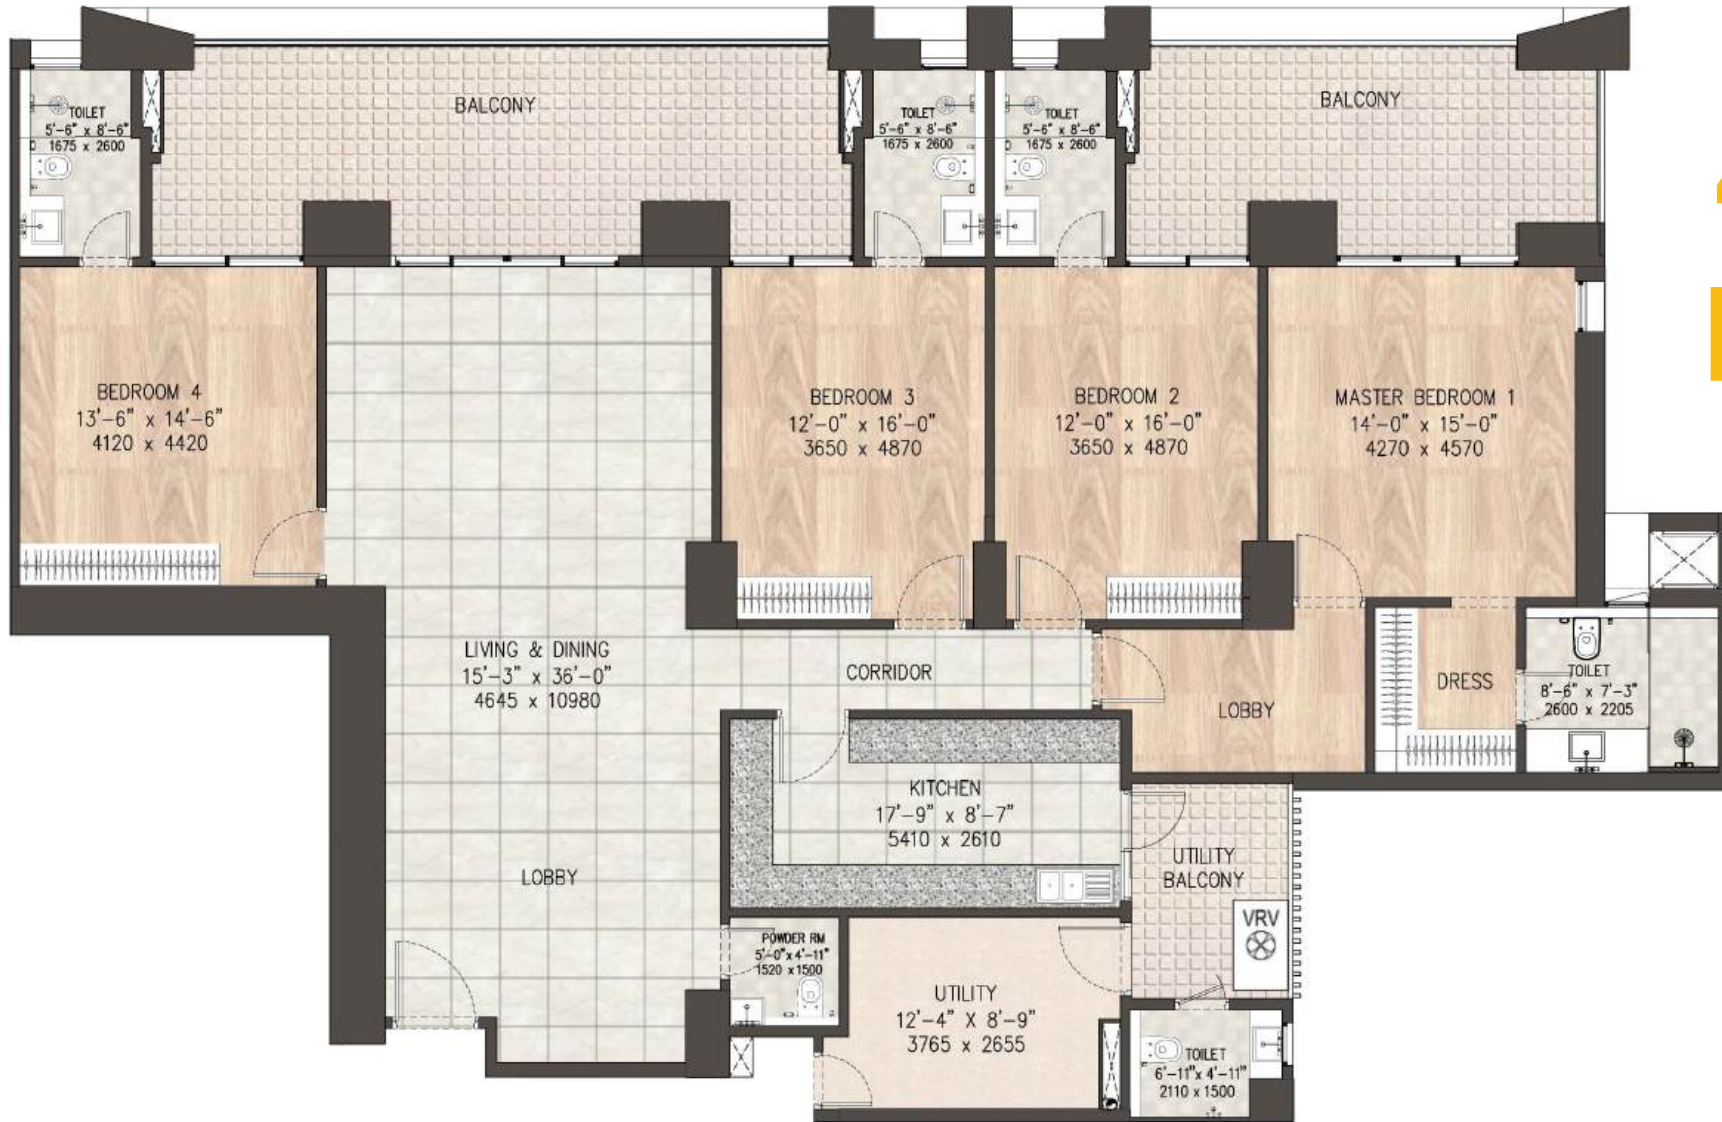 TOILET
5'-6" x 8'-6"
1675 x 2600
BALCONY
TOILET
5'-6" x 8'-6"
1675 x 2600
TOILET
5'-6" x 8'-6"
1675 x 2600
BALCONY
BEDROOM 4
13'-6" x 14'-6"
4120 x 4420
BEDROOM 3
12'-0" x 16'-0"
3650 x 4870
BEDROOM 2
12'-0" x 16'-0"
3650 x 4870
MASTER BEDROOM 1
14'-0" x 15'-0"
4270 x 4570
LIVING & DINING
15'-3" x 36'-0"
4645 x 10980
CORRIDOR
LOBBY
DRESS
TOILET
8'-6" x 7'-3"
2600 x 2205
KITCHEN
17'-9" x 8'-7"
5410 x 2610
LOBBY
UTILITY
BALCONY
VRV
POWDER RM
5'-0"x 4'-11"
1520 x 1500
UTILITY
12'-4" X 8'-9"
3765 x 2655
TOILET
6'-11"x 4'-11"
2110 x 1500